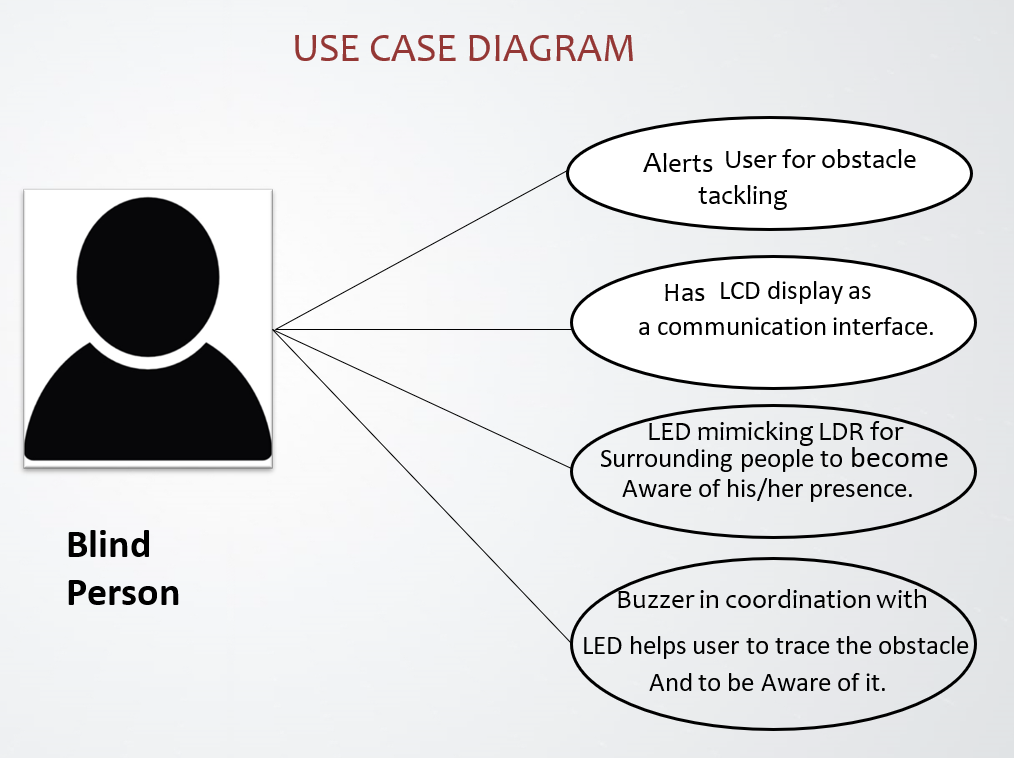 USE CASE DIAGRAM
Alerts User for obstacle
tackling
Has LCD display as
a communication interface.
LED mimicking LDR for
Surrounding people to become
Aware of his/her presence.
Blind
Person
Buzzer in coordination with
LED helps user to trace the obstacle
And to be Aware of it.